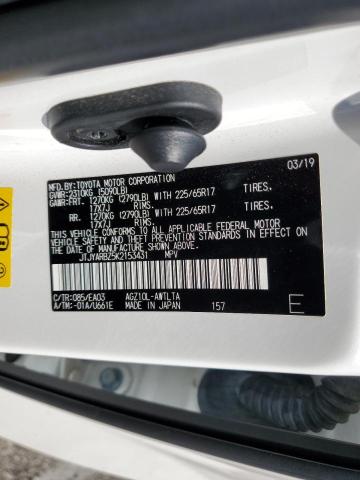 MFD.BY:TOYOTA MOTOR CORPORATION 03/19
GVWR:2310KG (5090LB)
GAWR:FRT- 1270KG (2790LB) WITH 225/65R17 TIRES.
17X7J RIMS.
RR. 1270KG (2790LB) WITH 225/65R17 TIRES.
17X7J RIMS.
THIS VEHICLE CONFORMS TO ALL APPLICABLE FEDERAL MOTOR
VEHICLE SAFETY STANDARDS IN EFFECT ON THE DATE OF
MANUFACTURE SHOWN ABOVE.
JTJYARBZ5K2153431 MPV
C/TR:085/EA03 AGZ10L-AWTLTA
A/TM:-01A/U661E MADE IN JAPAN 157 E